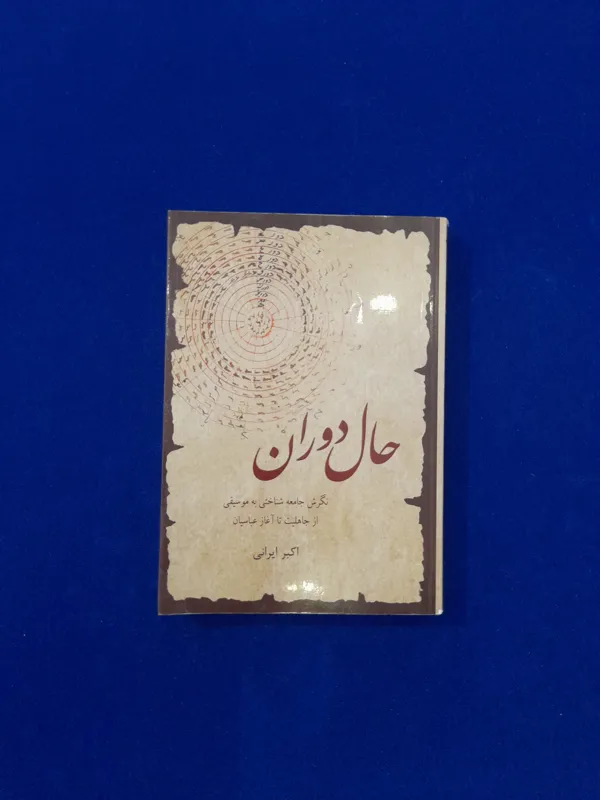 حال دوران
نگرش جامعه شناختی به موسیقی
از جاهلیت تا آغاز عباسیان
اکبر ایرانی